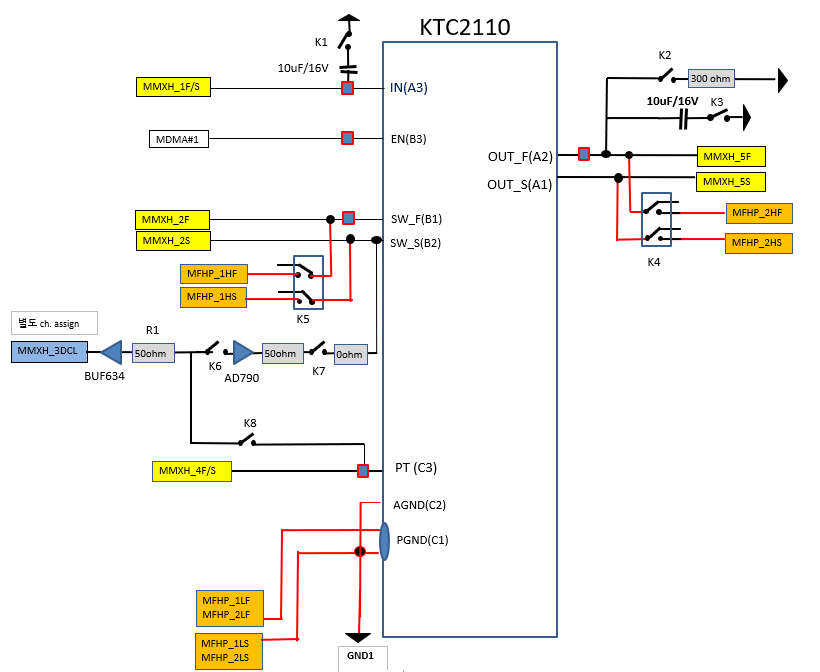 KTC2110
K1
10uF/16V
MMXH_1F/S
IN(A3)
K2
300 ohm
10uF/16V
K3
MDMA#1
EN(B3)
OUT_F(A2)
MMXH_5F
OUT_S(A1)
MMXH_5S
MMXH_2F
SW_F(B1)
MFHP_2HF
MMXH_2S
SW_S(B2)
MFHP_2HS
K4
MFHP_1HF
MFHP_1HS
K5
별도 ch. assign
R1
MMXH_3DCL
50ohm
K6
50ohm
K7
0ohm
BUF634
AD790
K8
MMXH_4F/S
PT (C3)
AGND(C2)
PGND(C1)
MFHP_1LF
MFHP_2LF
MFHP_1LS
MFHP_2LS
GND1